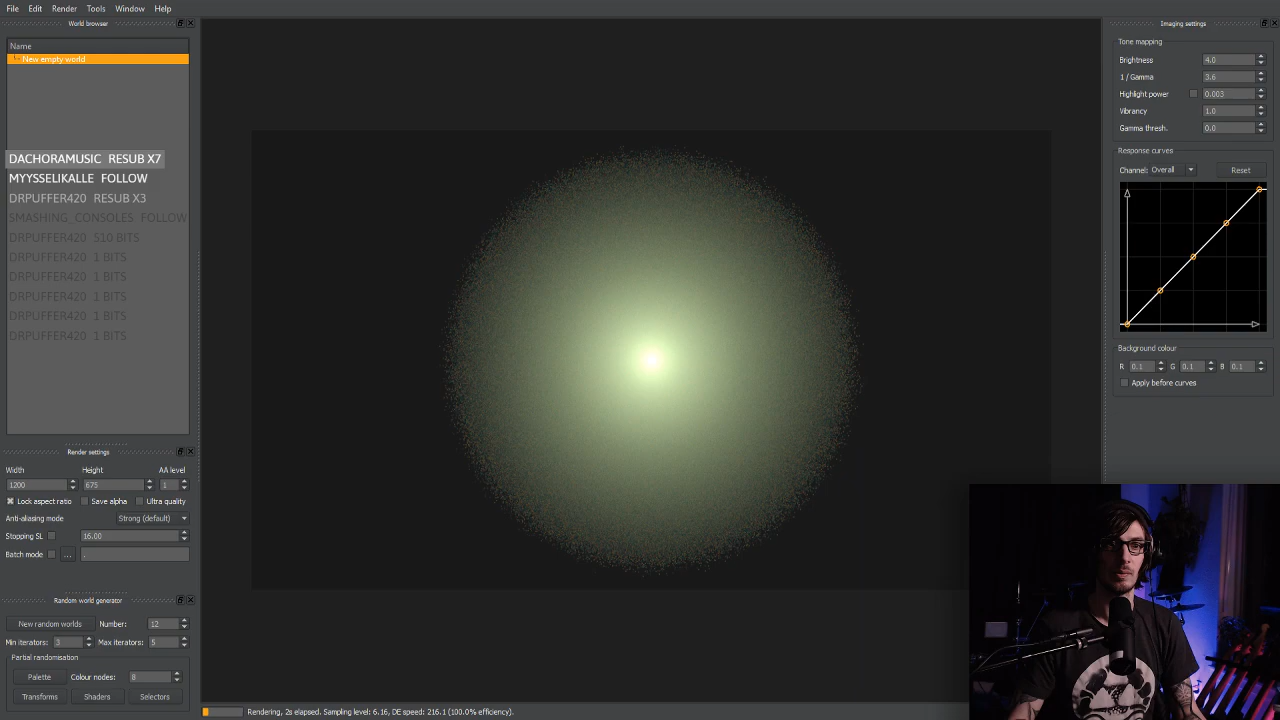 File Edit Render Tools Window Help
World browser
Name
New empty world
DACHORAMUSIC RESUB X7
MYYSSELIKALLE FOLLOW
DRPUFFER420 RESUB X3
SMASHING_CONSOLES FOLLOW
DRPUFFER420 510 BITS
DRPUFFER420 1 BITS
DRPUFFER420 1 BITS
DRPUFFER420 1 BITS
DRPUFFER420 1 BITS
DRPUFFER420 1 BITS
Render settings
Width Height AA level
1200 675 1
Lock aspect ratio Save alpha Ultra quality
Anti-aliasing mode Strong (default)
Stopping SL 16.00
Batch mode ... .
Random world generator
New random worlds Number: 12
Min iterators: 3 Max iterators: 5
Partial randomisation
Palette Colour nodes: 8
Transforms Shaders Selectors
Rendering, 2s elapsed. Sampling level: 6.16, DE speed: 216.1 (100.0% efficiency).
Imaging settings
Tone mapping
Brightness 4.0
1 / Gamma 3.6
Highlight power 0.003
Vibrancy 1.0
Gamma thresh. 0.0
Response curves
Channel: Overall Reset
Background colour
R 0.1 G 0.1 B 0.1
Apply before curves